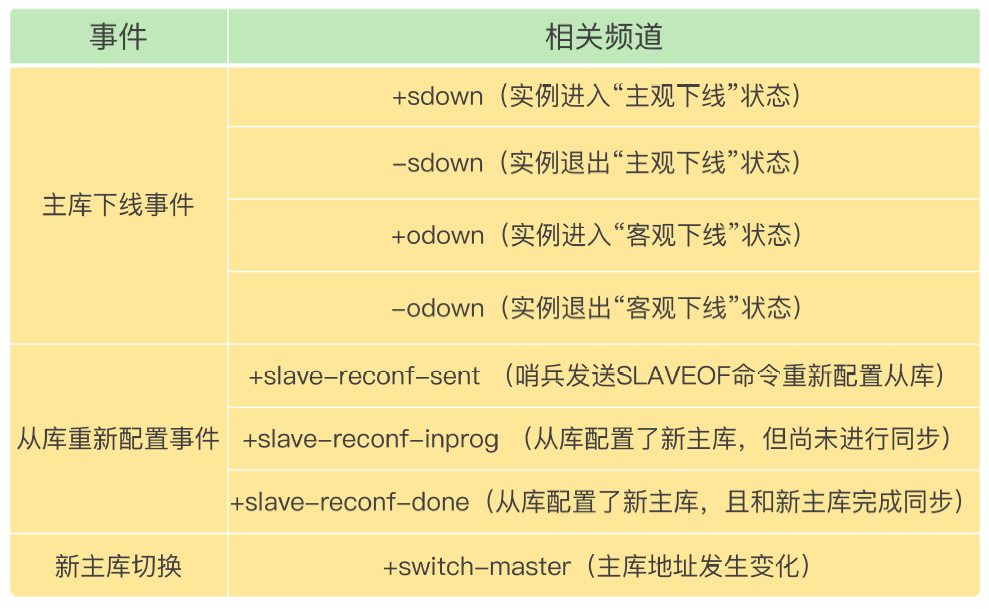 事件
相关频道
主库下线事件
+sdown（实例进入“主观下线”状态）
-sdown（实例退出“主观下线”状态）
+odown（实例进入“客观下线”状态）
-odown（实例退出“客观下线”状态）
从库重新配置事件
+slave-reconf-sent （哨兵发送SLAVEOF命令重新配置从库）
+slave-reconf-inprog （从库配置了新主库，但尚未进行同步）
+slave-reconf-done（从库配置了新主库，且和新主库完成同步）
新主库切换
+switch-master（主库地址发生变化）